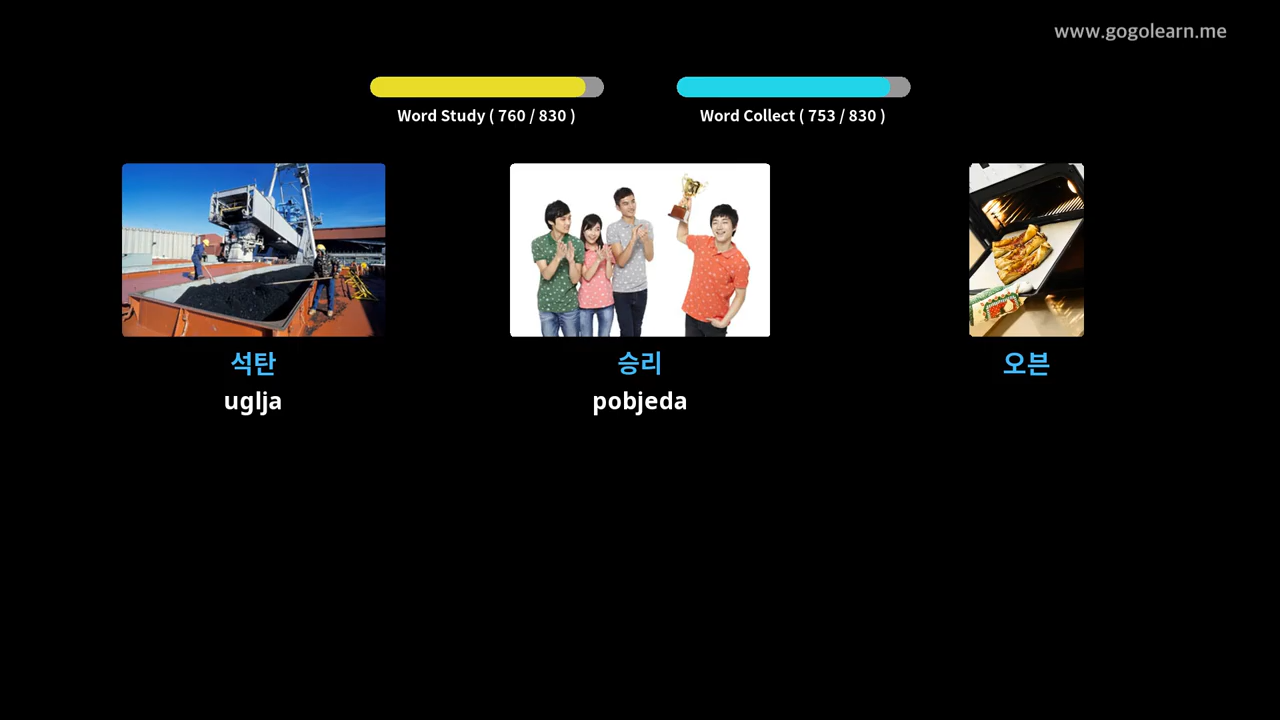 www.gogolearn.me
Word Study ( 760 / 830 )
Word Collect ( 753 / 830 )
석탄
승리
오븐
uglja
pobjeda